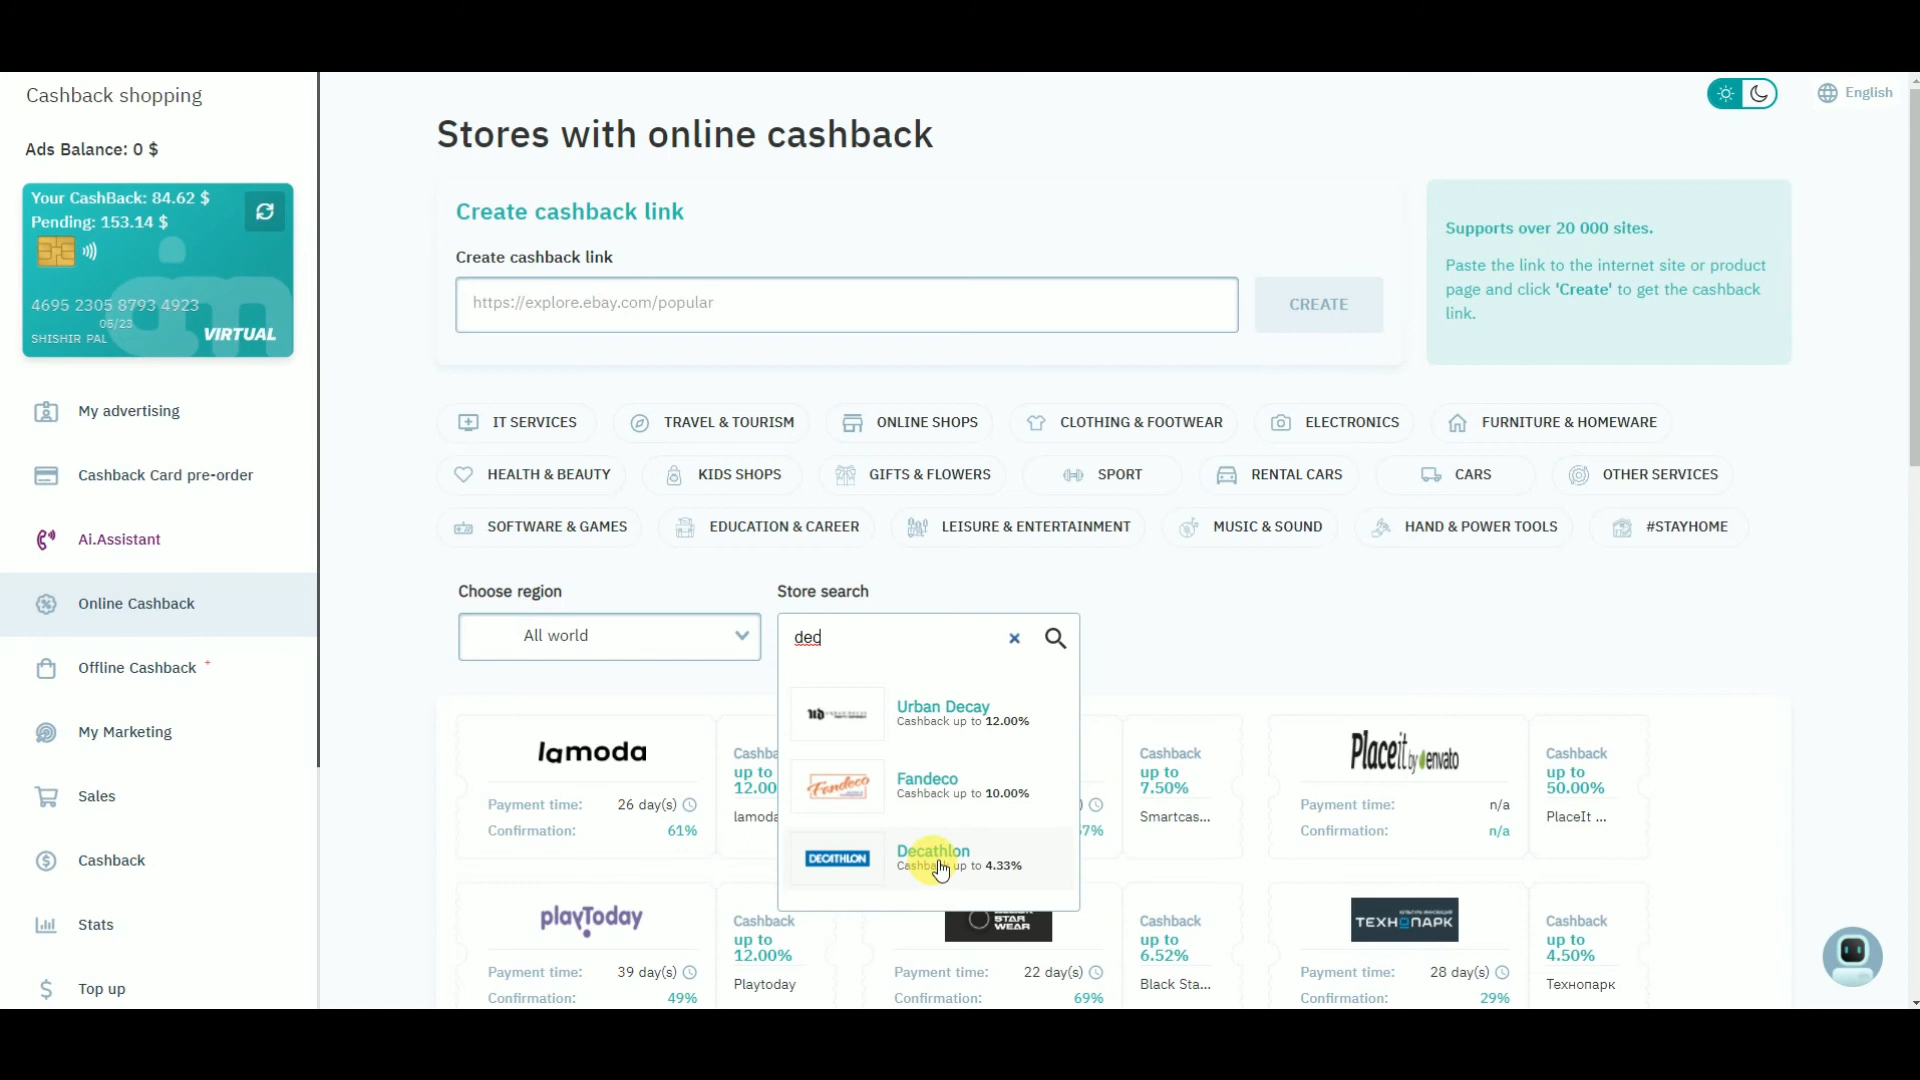 Cashback shopping
Ads Balance: 0 $
Your CashBack: 84.62 $
Pending: 153.14 $
4695 2305 8793 4923
05/23
SHISHIR PAL
VIRTUAL
My advertising
Cashback Card pre-order
Ai.Assistant
Online Cashback
Offline Cashback +
My Marketing
Sales
Cashback
Stats
Top up
English
Stores with online cashback
Create cashback link
Create cashback link
https://explore.ebay.com/popular
CREATE
Supports over 20 000 sites.
Paste the link to the internet site or product
page and click 'Create' to get the cashback
link.
IT SERVICES
TRAVEL & TOURISM
ONLINE SHOPS
CLOTHING & FOOTWEAR
ELECTRONICS
FURNITURE & HOMEWARE
HEALTH & BEAUTY
KIDS SHOPS
GIFTS & FLOWERS
SPORT
RENTAL CARS
CARS
OTHER SERVICES
SOFTWARE & GAMES
EDUCATION & CAREER
LEISURE & ENTERTAINMENT
MUSIC & SOUND
HAND & POWER TOOLS
#STAYHOME
Choose region
All world
Store search
ded
Urban Decay
Cashback up to 12.00%
Fandeco
Fandeco
Cashback up to 10.00%
DECATHLON
Decathlon
Cashback up to 4.33%
lamoda
Payment time: 26 day(s)
Confirmation: 61%
Cashba
up to
12.00
lamoda
)
7%
Cashback
up to
7.50%
Smartcas...
Placeit by envato
Payment time: n/a
Confirmation: n/a
Cashback
up to
50.00%
PlaceIt ...
playToday
Payment time: 39 day(s)
Confirmation: 49%
Cashback
up to
12.00%
Playtoday
STAR
WEAR
Payment time: 22 day(s)
Confirmation: 69%
Cashback
up to
6.52%
Black Sta...
ТЕХНОПАРК
Payment time: 28 day(s)
Confirmation: 29%
Cashback
up to
4.50%
Технопарк